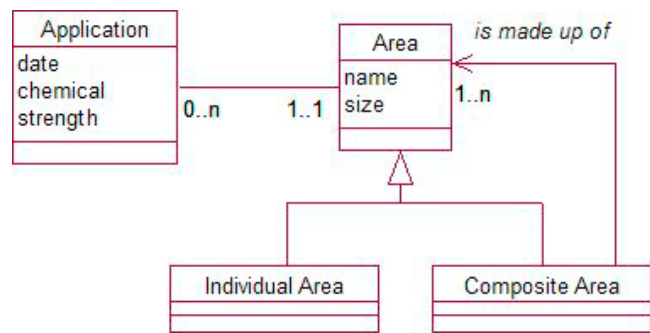 Application
date
chemical
strength
0..n
1..1
Area
name
size
is made up of
1..n
Individual Area
Composite Area